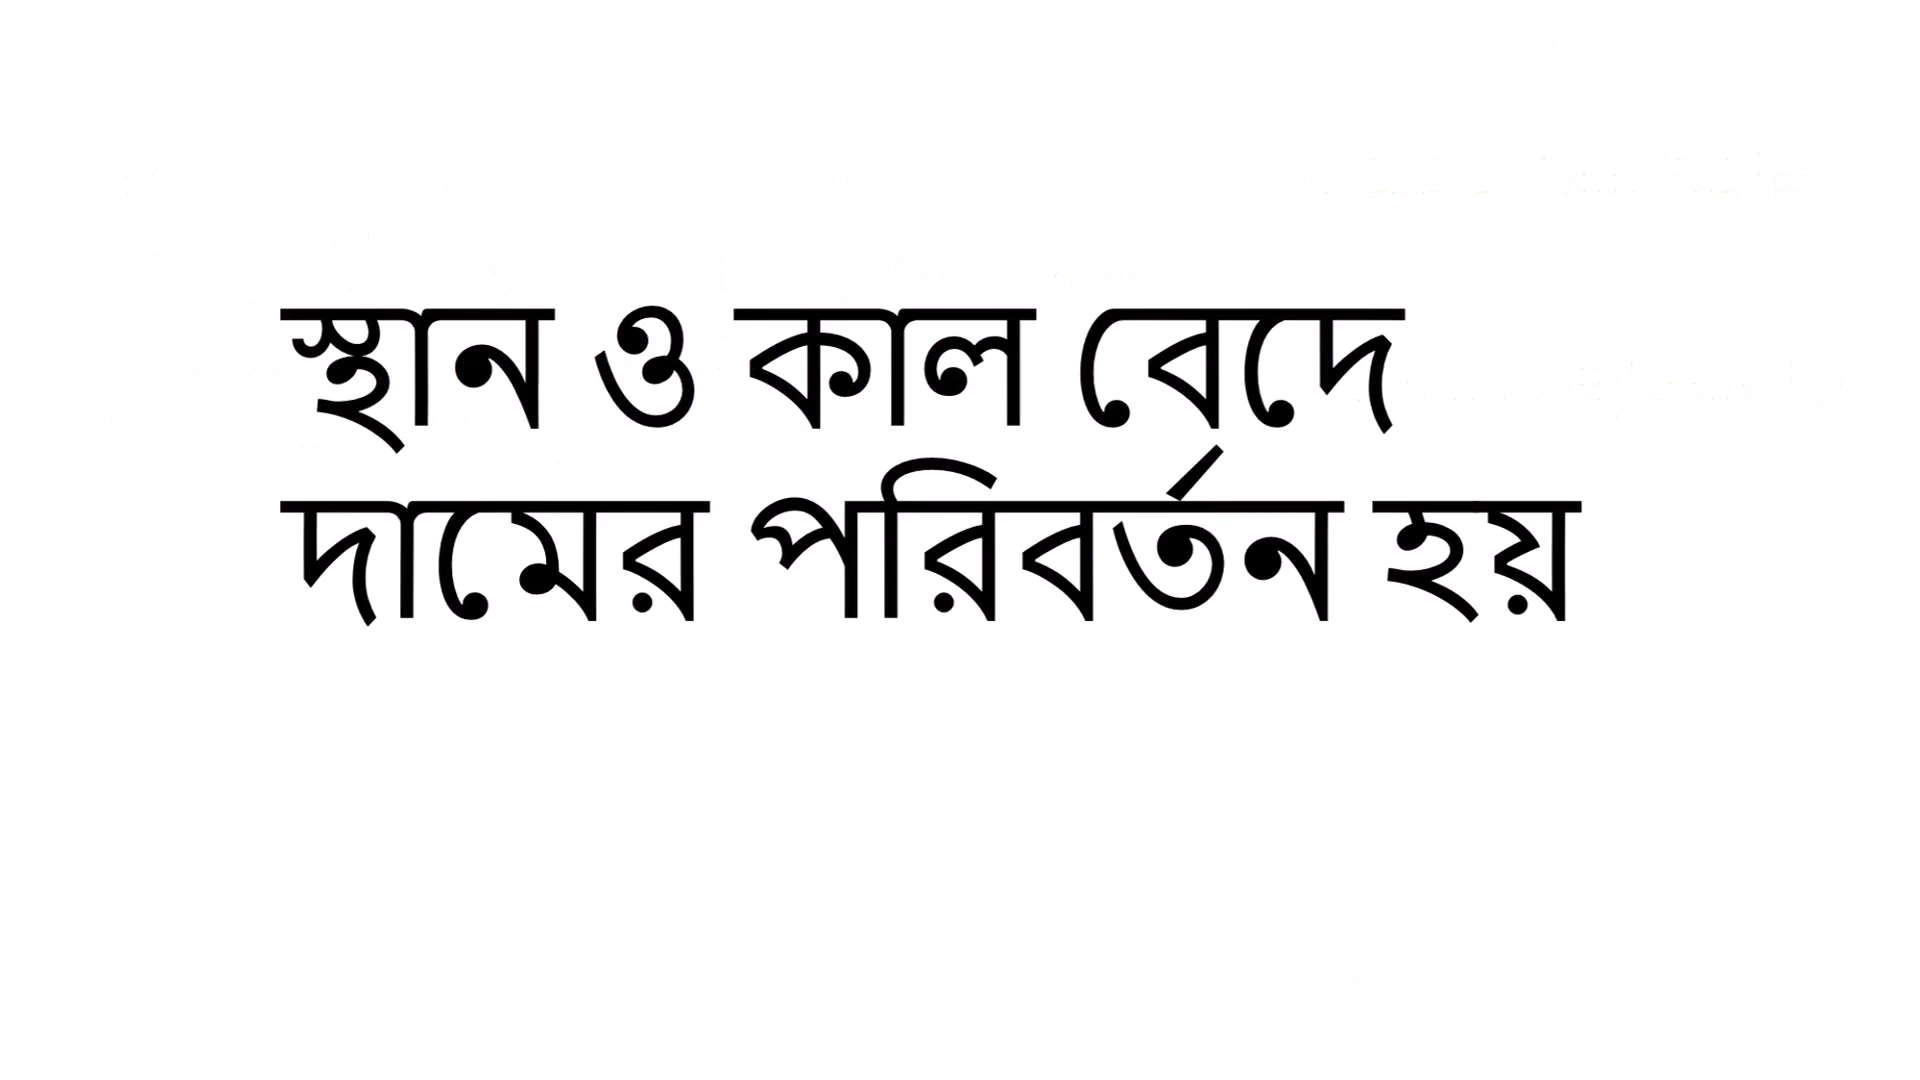 স্থান ও কাল বেদে
দামের পরিবর্তন হয়